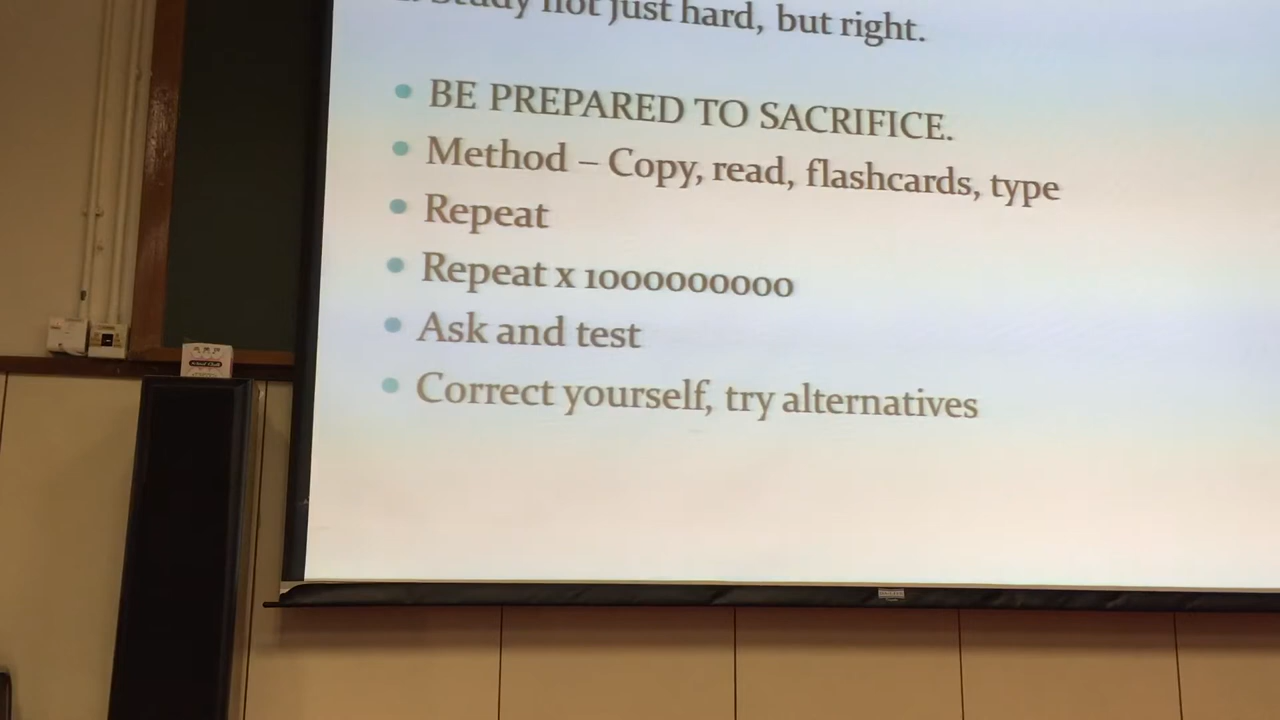 Study not just hard, but right.
BE PREPARED TO SACRIFICE.
Method – Copy, read, flashcards, type
Repeat
Repeat x 1000000000
Ask and test
Correct yourself, try alternatives